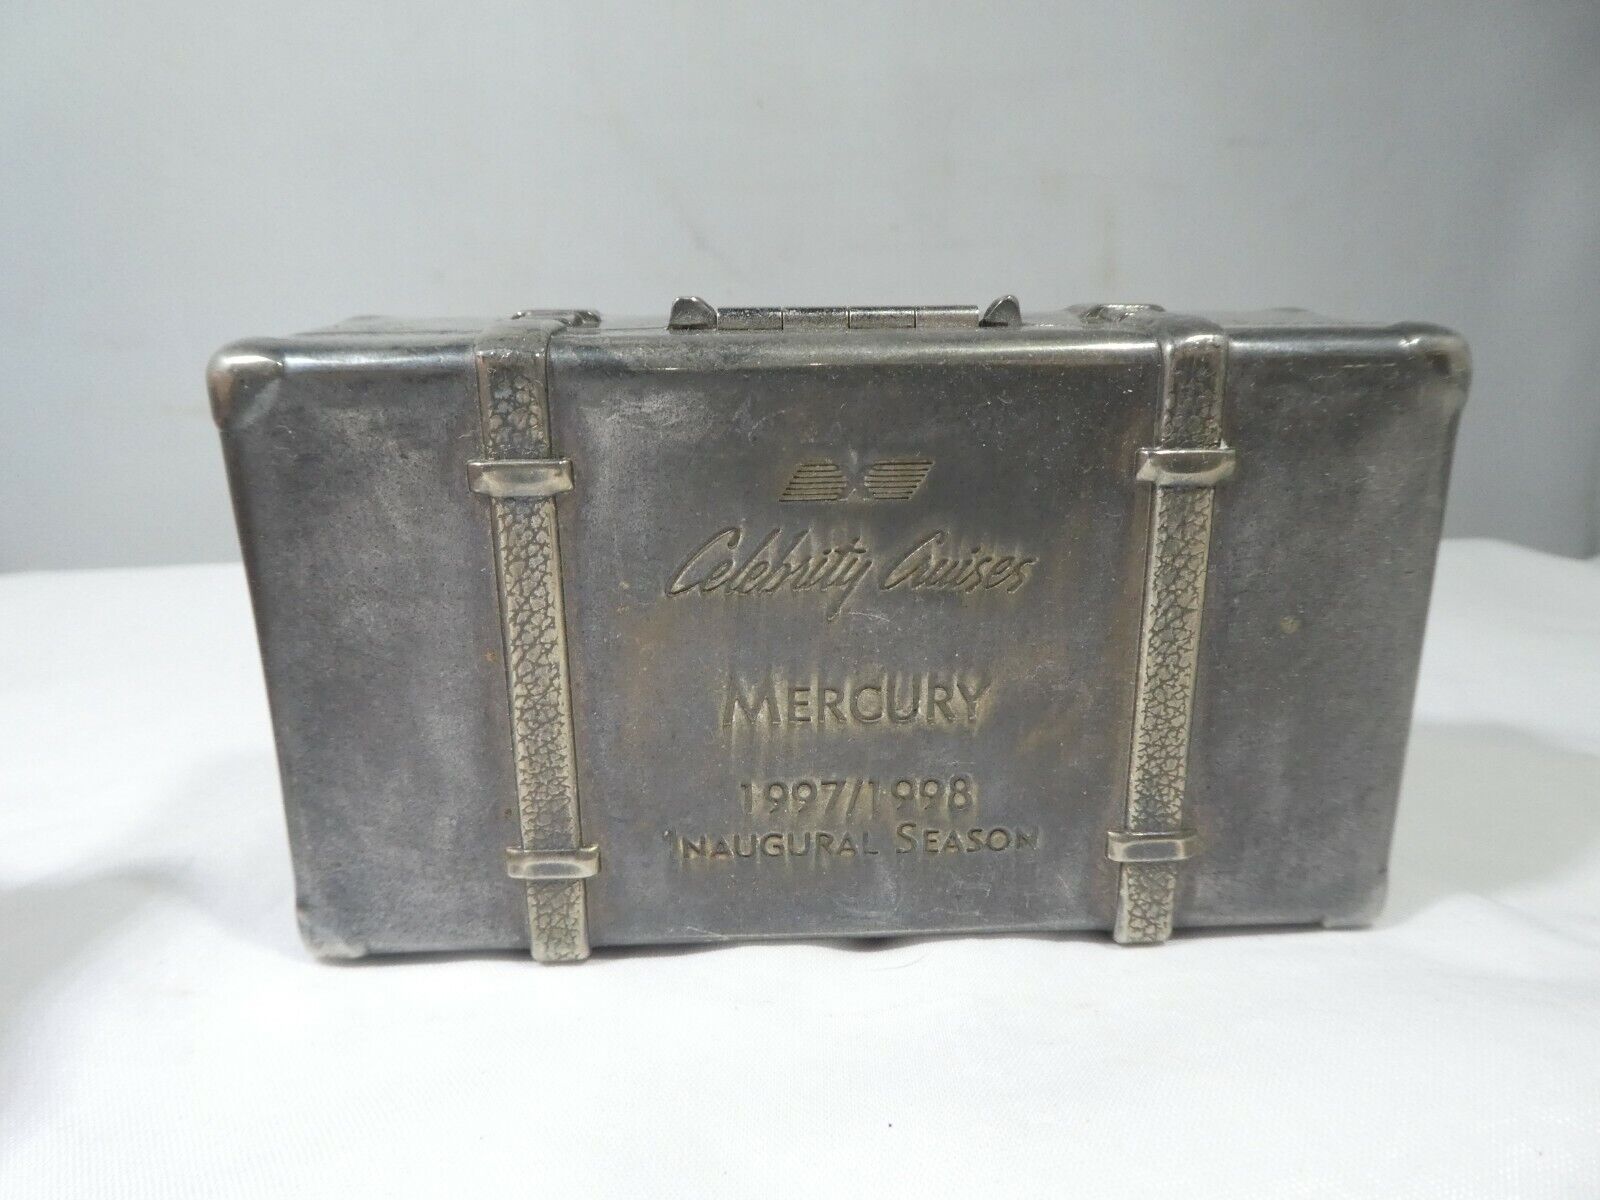 Celebrity Cruises
MERCURY
1997/1998
INAUGURAL SEASON